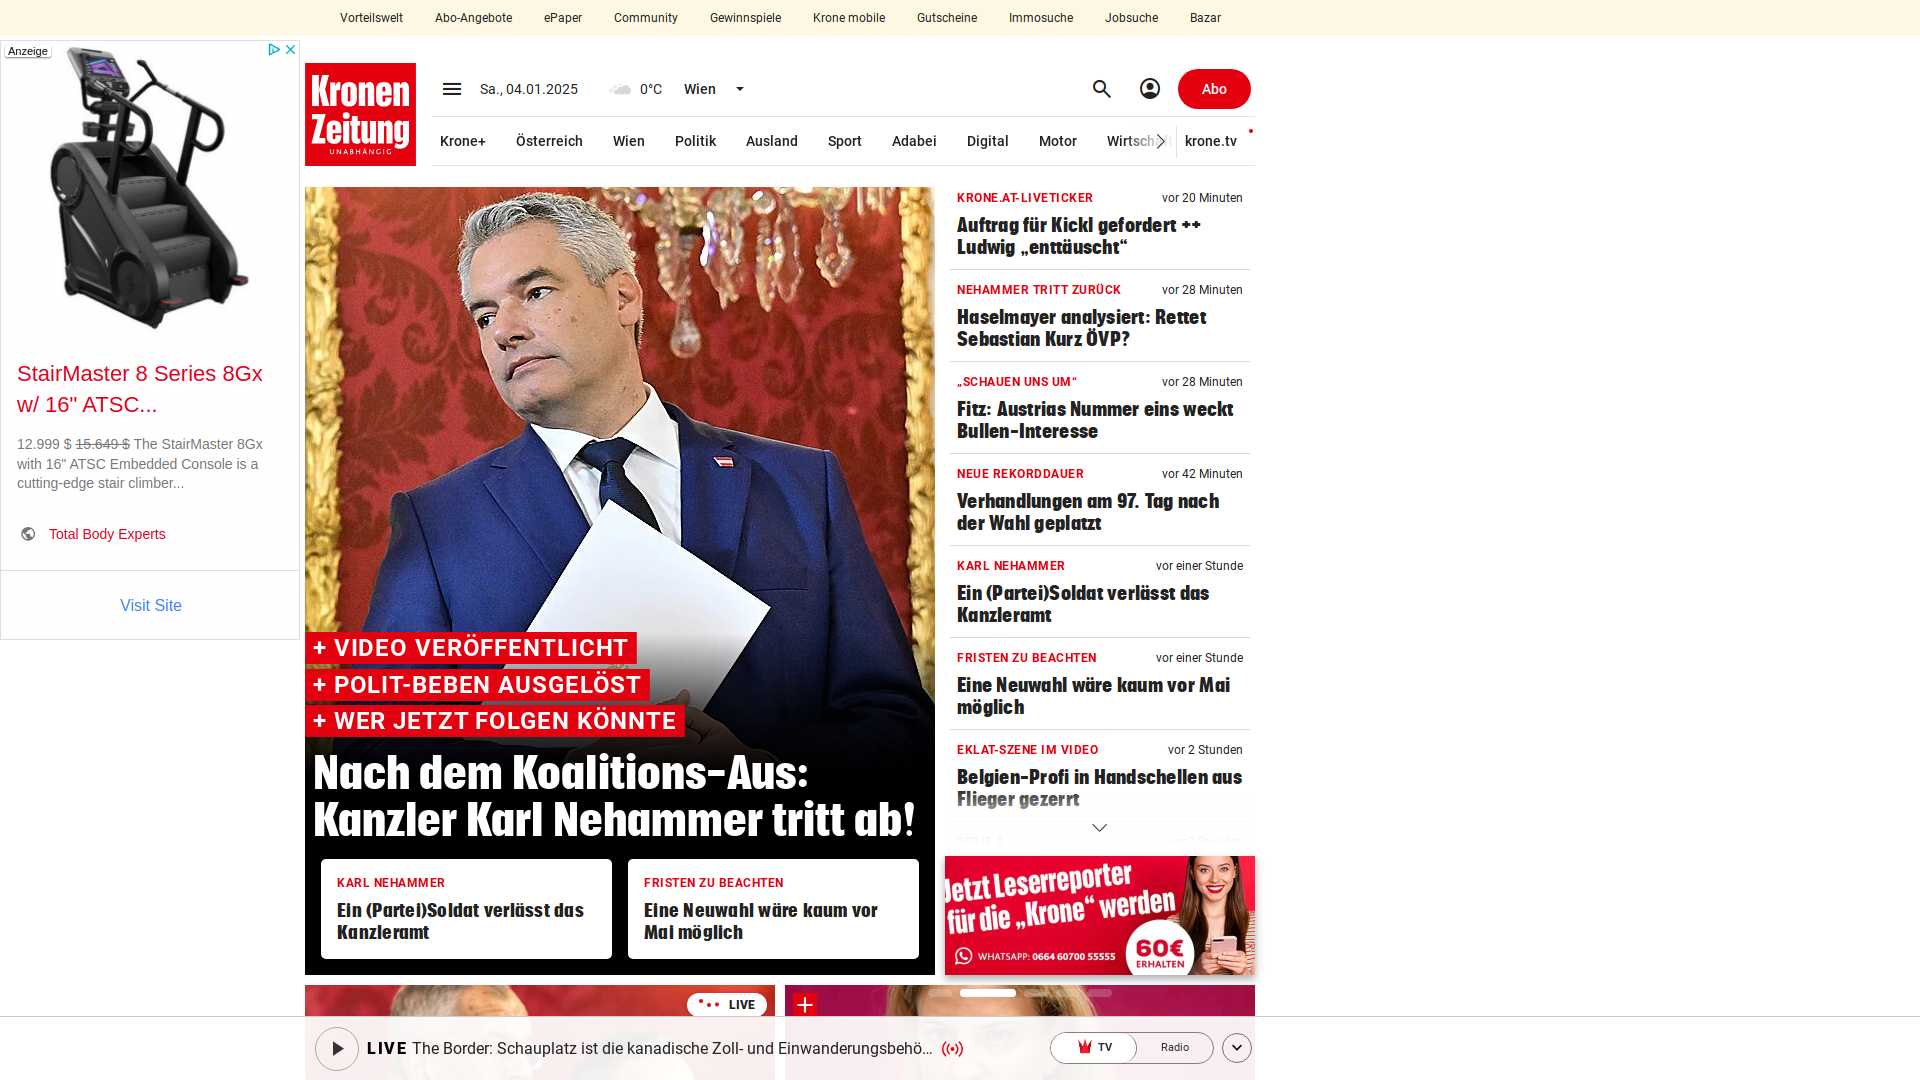 Vorteilswelt Abo-Angebote ePaper Community Gewinnspiele Krone mobile Gutscheine Immosuche Jobsuche Bazar
Anzeige
StairMaster 8 Series 8Gx
w/ 16" ATSC...
12.999 $ 15.649 $ The StairMaster 8Gx
with 16" ATSC Embedded Console is a
cutting-edge stair climber...
Total Body Experts
Visit Site
Kronen
Zeitung
UNABHÄNGIG
Sa., 04.01.2025 0°C Wien
Abo
Krone+ Österreich Wien Politik Ausland Sport Adabei Digital Motor Wirtschaft krone.tv
+ VIDEO VERÖFFENTLICHT
+ POLIT-BEBEN AUSGELÖST
+ WER JETZT FOLGEN KÖNNTE
Nach dem Koalitions-Aus:
Kanzler Karl Nehammer tritt ab!
KARL NEHAMMER
Ein (Partei)Soldat verlässt das
Kanzleramt
FRISTEN ZU BEACHTEN
Eine Neuwahl wäre kaum vor
Mai möglich
KRONE.AT-LIVETICKER vor 20 Minuten
Auftrag für Kickl gefordert ++
Ludwig „enttäuscht“
NEHAMMER TRITT ZURÜCK vor 28 Minuten
Haselmayer analysiert: Rettet
Sebastian Kurz ÖVP?
„SCHAUEN UNS UM“ vor 28 Minuten
Fitz: Austrias Nummer eins weckt
Bullen-Interesse
NEUE REKORDDAUER vor 42 Minuten
Verhandlungen am 97. Tag nach
der Wahl geplatzt
KARL NEHAMMER vor einer Stunde
Ein (Partei)Soldat verlässt das
Kanzleramt
FRISTEN ZU BEACHTEN vor einer Stunde
Eine Neuwahl wäre kaum vor Mai
möglich
EKLAT-SZENE IM VIDEO vor 2 Stunden
Belgien-Profi in Handschellen aus
Flieger gezerrt
Jetzt Leserreporter
für die „Krone“ werden
WHATSAPP: 0664 60700 55555
60€
ERHALTEN
LIVE
LIVE The Border: Schauplatz ist die kanadische Zoll- und Einwanderungsbehö...
TV Radio